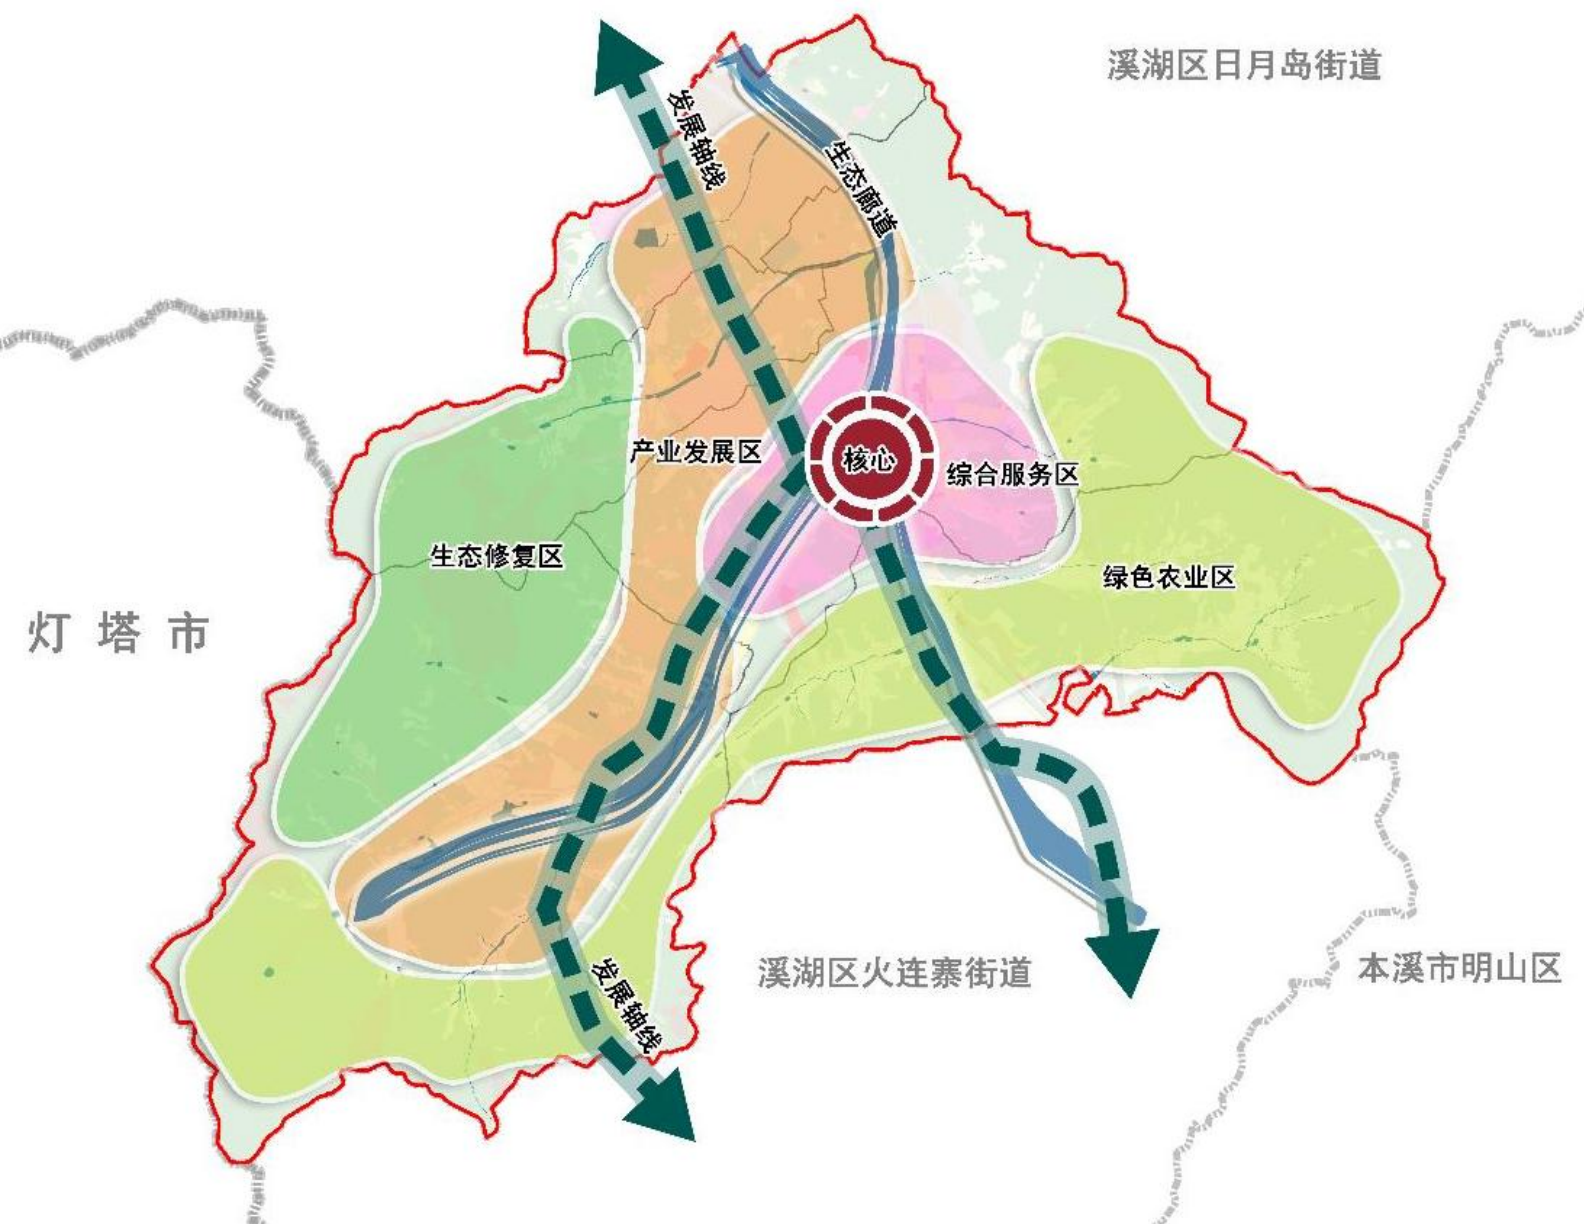 溪湖区日月岛街道
发展轴线
生态廊道
产业发展区
核心
综合服务区
生态修复区
绿色农业区
灯塔市
溪湖区火连寨街道
本溪市明山区
发展轴线